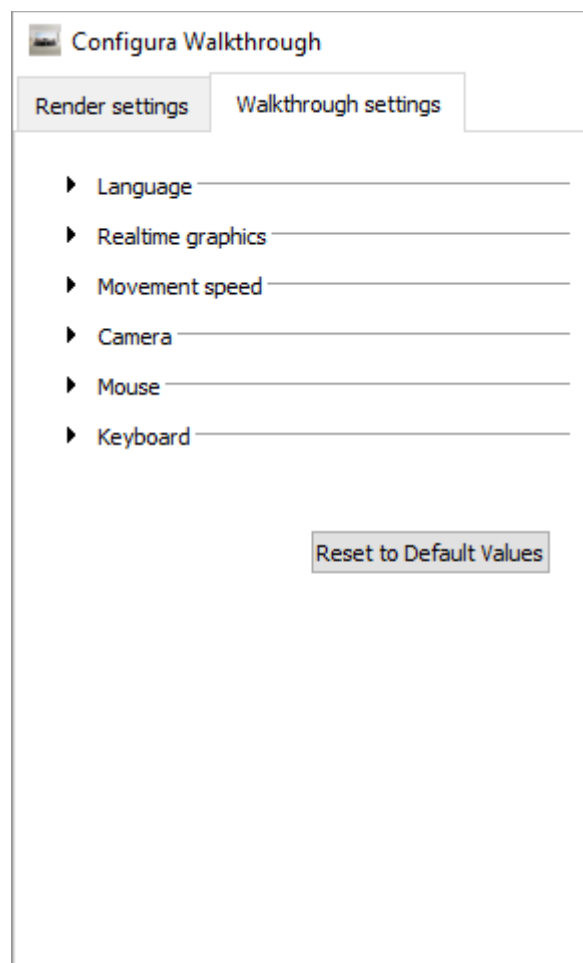 Configura Walkthrough
Render settings
Walkthrough settings
Language
Realtime graphics
Movement speed
Camera
Mouse
Keyboard
Reset to Default Values